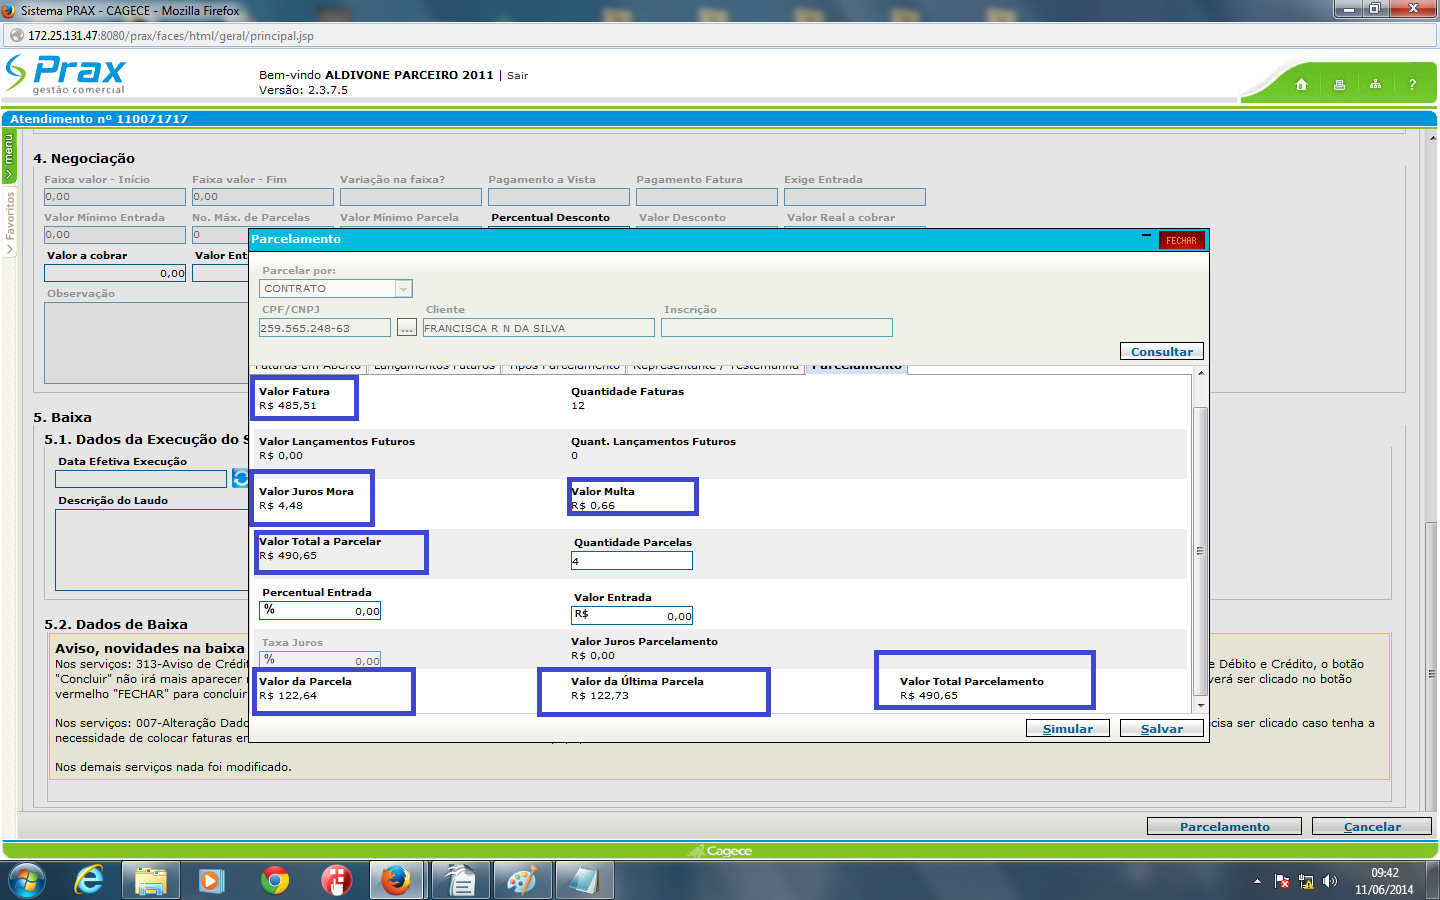 Sistema PRAX - CAGECE - Mozilla Firefox
172.25.131.47:8080/prax/faces/html/geral/principal.jsp
Prax
gestão comercial
Bem-vindo ALDIVONE PARCEIRO 2011 | Sair
Versão: 2.3.7.5
?
Atendimento nº 110071717
menu
Favoritos
4. Negociação
Faixa valor - Início Faixa valor - Fim Variação na faixa? Pagamento a Vista Pagamento Fatura Exige Entrada
0,00 0,00
Valor Mínimo Entrada No. Máx. de Parcelas Valor Mínimo Parcela Percentual Desconto Valor Desconto Valor Real a cobrar
0,00 0
Valor a cobrar Valor Ent
0,00
Observação
Parcelamento
FECHAR
Parcelar por:
CONTRATO
CPF/CNPJ Cliente Inscrição
259.565.248-63 ... FRANCISCA R N DA SILVA
Consultar
Faturas em Aberto Lançamentos Futuros Tipos Parcelamento Representante / Testemunha Parcelamento
Valor Fatura Quantidade Faturas
R$ 485,51 12
Valor Lançamentos Futuros Quant. Lançamentos Futuros
R$ 0,00 0
Valor Juros Mora Valor Multa
R$ 4,48 R$ 0,66
Valor Total a Parcelar Quantidade Parcelas
R$ 490,65 4
Percentual Entrada Valor Entrada
% 0,00 R$ 0,00
Taxa Juros Valor Juros Parcelamento
% 0,00 R$ 0,00
Valor da Parcela Valor da Última Parcela Valor Total Parcelamento
R$ 122,64 R$ 122,73 R$ 490,65
Simular Salvar
5. Baixa
5.1. Dados da Execução do S
Data Efetiva Execução
Descrição do Laudo
5.2. Dados de Baixa
Aviso, novidades na baixa
Nos serviços: 313-Aviso de Crédit e Débito e Crédito, o botão
"Concluir" não irá mais aparecer verá ser clicado no botão
vermelho "FECHAR" para concluir
Nos serviços: 007-Alteração Dado cisa ser clicado caso tenha a
necessidade de colocar faturas en
Nos demais serviços nada foi modificado.
Parcelamento Cancelar
Cagece
09:42
11/06/2014